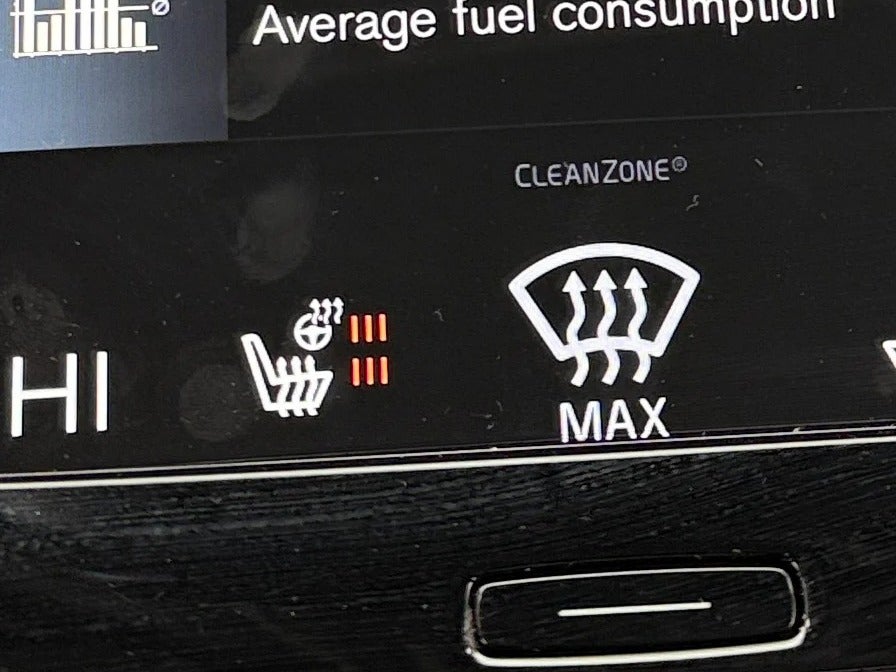 Average fuel consumption
CLEANZONE®
HI
MAX